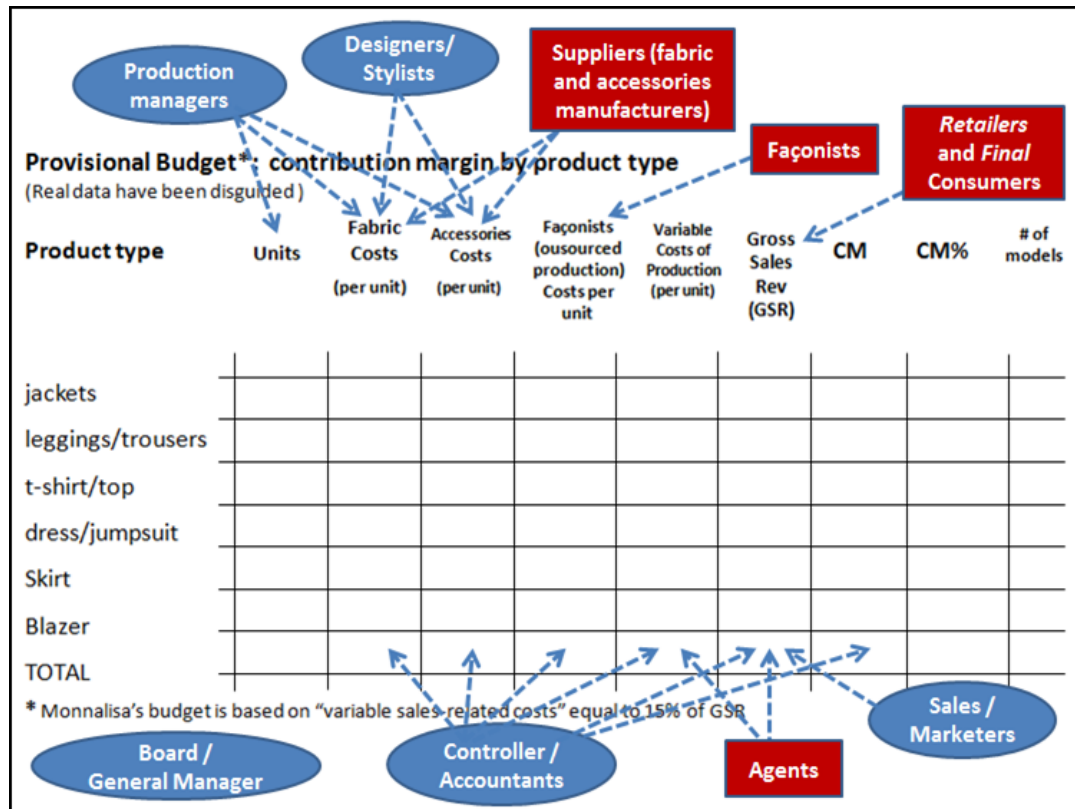 Production
managers
Designers/
Stylists
Suppliers (fabric
and accessories
manufacturers)
Façonists
Retailers
and Final
Consumers
Provisional Budget*: contribution margin by product type
(Real data have been disguided )
Product type
Units
Fabric
Costs
(per unit)
Accessories
Costs
(per unit)
Façonists
(ousourced
production)
Costs per
unit
Variable
Costs of
Production
(per unit)
Gross
Sales
Rev
(GSR)
CM
CM%
# of
models
jackets
leggings/trousers
t-shirt/top
dress/jumpsuit
Skirt
Blazer
TOTAL
* Monnalisa's budget is based on "variable sales-related costs" equal to 15% of GSR
Board /
General Manager
Controller /
Accountants
Agents
Sales /
Marketers